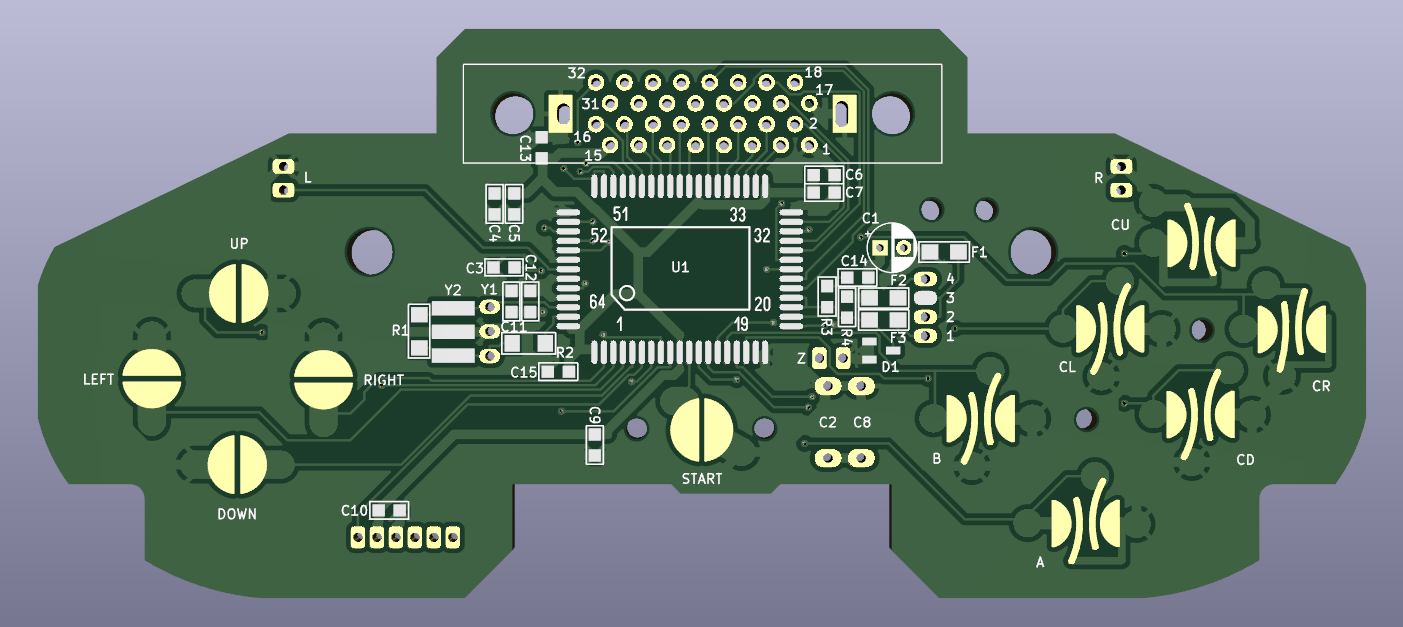 32 18
31 17
16 2
15 1
C13
L
C6
C7
R
C4 C5
51 33
52 32
C1
+
CU
UP
C3 C12
U1
C14
F2
F1
4
3
2
1
Y2 Y1
64 20
1 19
R1
C11
R2
R3 R4
F3
Z
D1
CL
CR
LEFT
RIGHT
C15
C9
C2 C8
B
CD
START
DOWN
C10
A